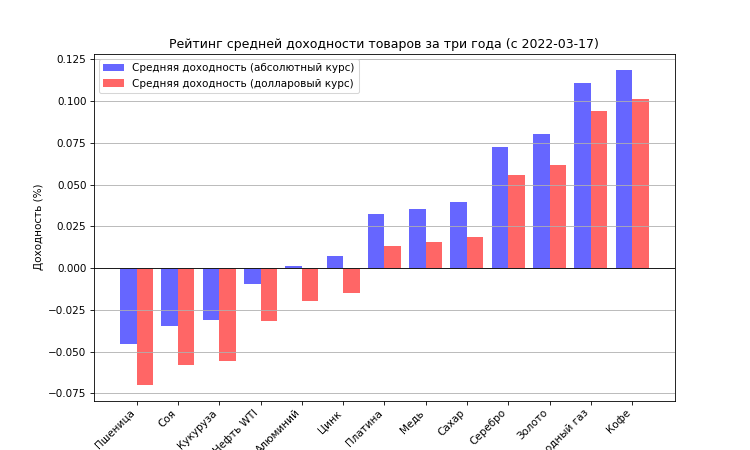 Рейтинг средней доходности товаров за три года (с 2022-03-17)
Средняя доходность (абсолютный курс)
Средняя доходность (долларовый курс)
Доходность (%)
0.125
0.100
0.075
0.050
0.025
0.000
−0.025
−0.050
−0.075
Пшеница
Соя
Кукуруза
Нефть WTI
Алюминий
Цинк
Платина
Медь
Сахар
Серебро
Золото
газ
Кофе